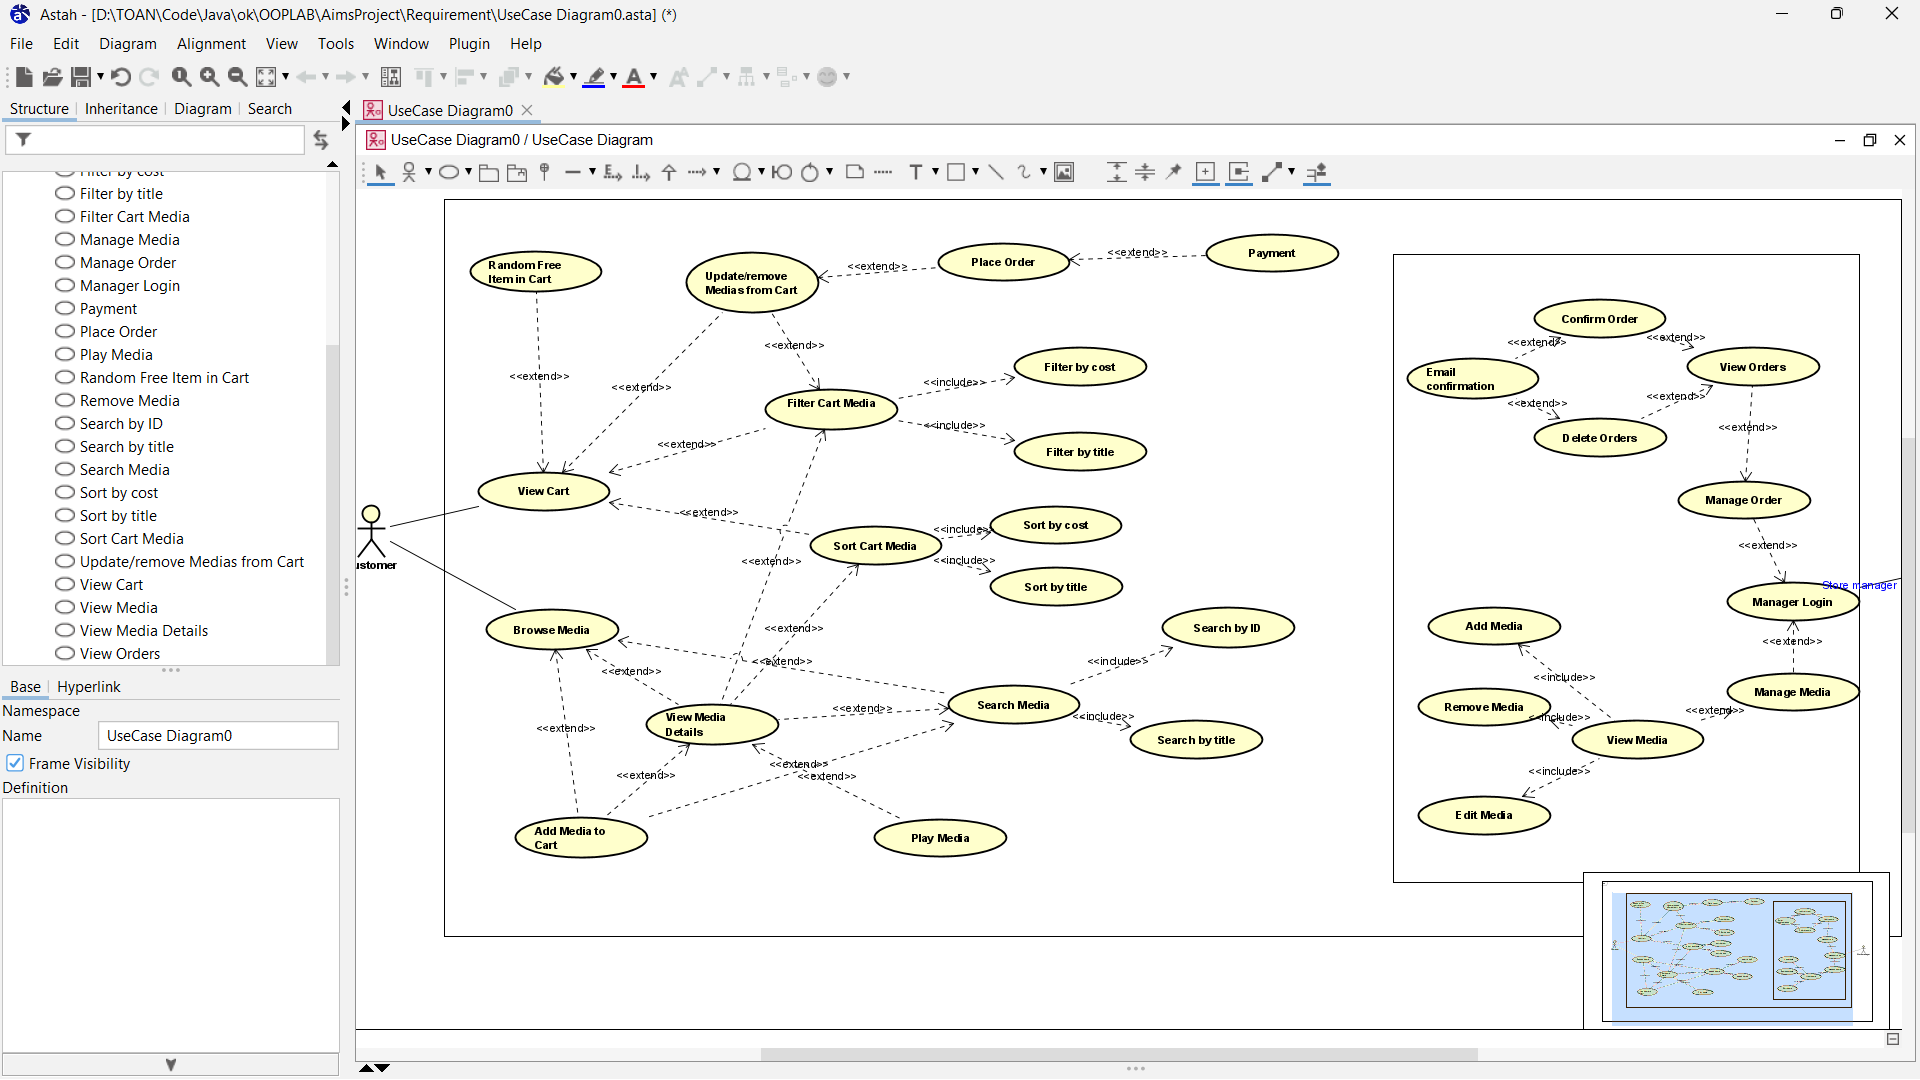 Astah - [D:\TOAN\Code\Java\ok\OOPLAB\AimsProject\Requirement\UseCase Diagram0.asta] (*)
File Edit Diagram Alignment View Tools Window Plugin Help
Structure Inheritance Diagram Search
UseCase Diagram0
UseCase Diagram0 / UseCase Diagram
Filter by cost
Filter by title
Filter Cart Media
Manage Media
Manage Order
Manager Login
Payment
Place Order
Play Media
Random Free Item in Cart
Remove Media
Search by ID
Search by title
Search Media
Sort by cost
Sort by title
Sort Cart Media
Update/remove Medias from Cart
View Cart
View Media
View Media Details
View Orders
Base Hyperlink
Namespace
Name UseCase Diagram0
Frame Visibility
Definition
Random Free
Item in Cart
Update/remove
Medias from Cart
<<extend>>
Place Order
<<extend>>
Payment
<<extend>>
<<extend>>
<<extend>>
Filter by cost
<<include>>
Filter Cart Media
<<include>>
<<extend>>
Filter by title
View Cart
<<extend>>
ustomer
Sort Cart Media
<<include>>
Sort by cost
<<include>>
Sort by title
<<extend>>
Browse Media
<<extend>>
<<extend>>
<<extend>>
Search by ID
<<include>>
View Media
Details
<<extend>>
Search Media
<<include>>
Search by title
<<extend>>
<<extend>>
<<extend>>
<<extend>>
Add Media to
Cart
Play Media
Confirm Order
<<extend>>
<<extend>>
Email
confirmation
View Orders
<<extend>>
<<extend>>
Delete Orders
<<extend>>
Manage Order
<<extend>>
Store manager
Manager Login
Add Media
<<extend>>
<<include>>
Manage Media
Remove Media
<<include>>
<<extend>>
View Media
<<include>>
Edit Media